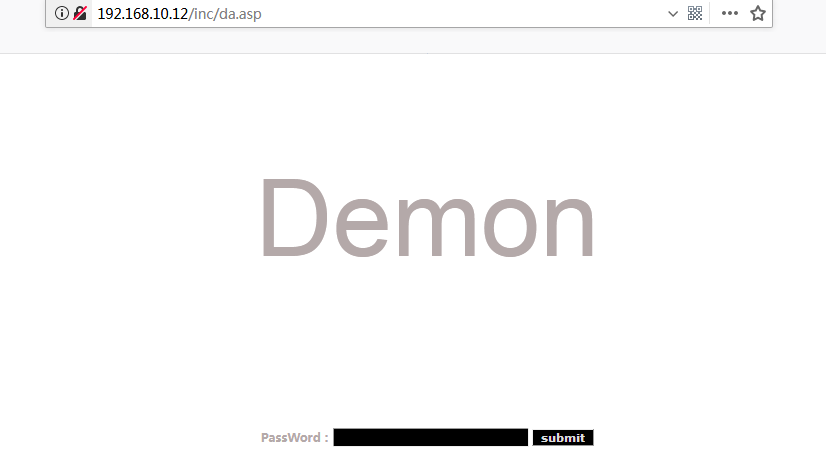 192.168.10.12/inc/da.asp
Demon
PassWord : submit